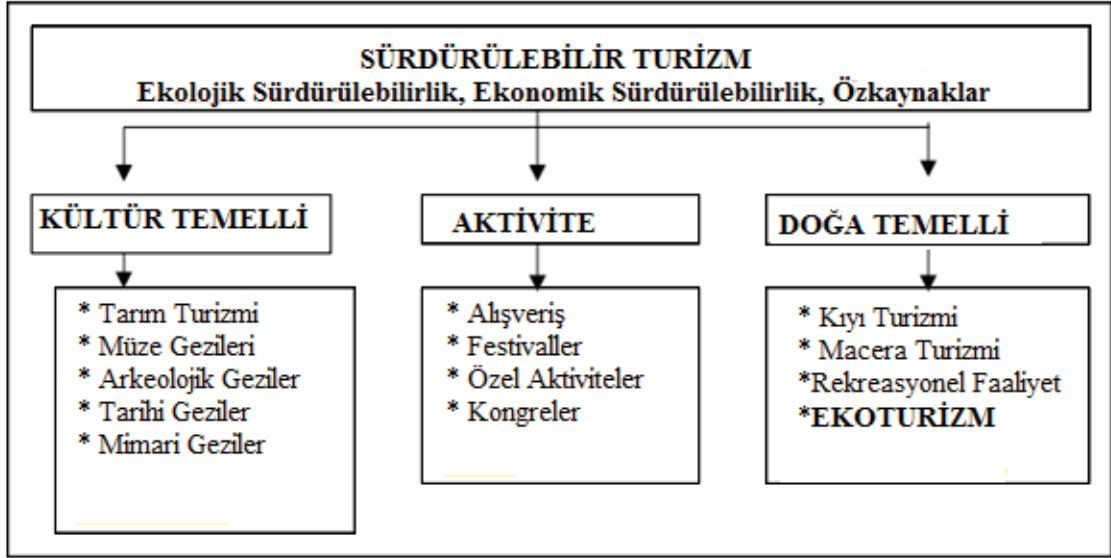 SÜRDÜRÜLEBİLİR TURİZM
Ekolojik Sürdürülebilirlik, Ekonomik Sürdürülebilirlik, Özkaynaklar
KÜLTÜR TEMELLİ
* Tarım Turizmi
* Müze Gezileri
* Arkeolojik Geziler
* Tarihi Geziler
* Mimari Geziler
AKTİVİTE
* Alışveriş
* Festivaller
* Özel Aktiviteler
* Kongreler
DOĞA TEMELLİ
* Kıyı Turizmi
* Macera Turizmi
*Rekreasyonel Faaliyet
*EKOTURİZM